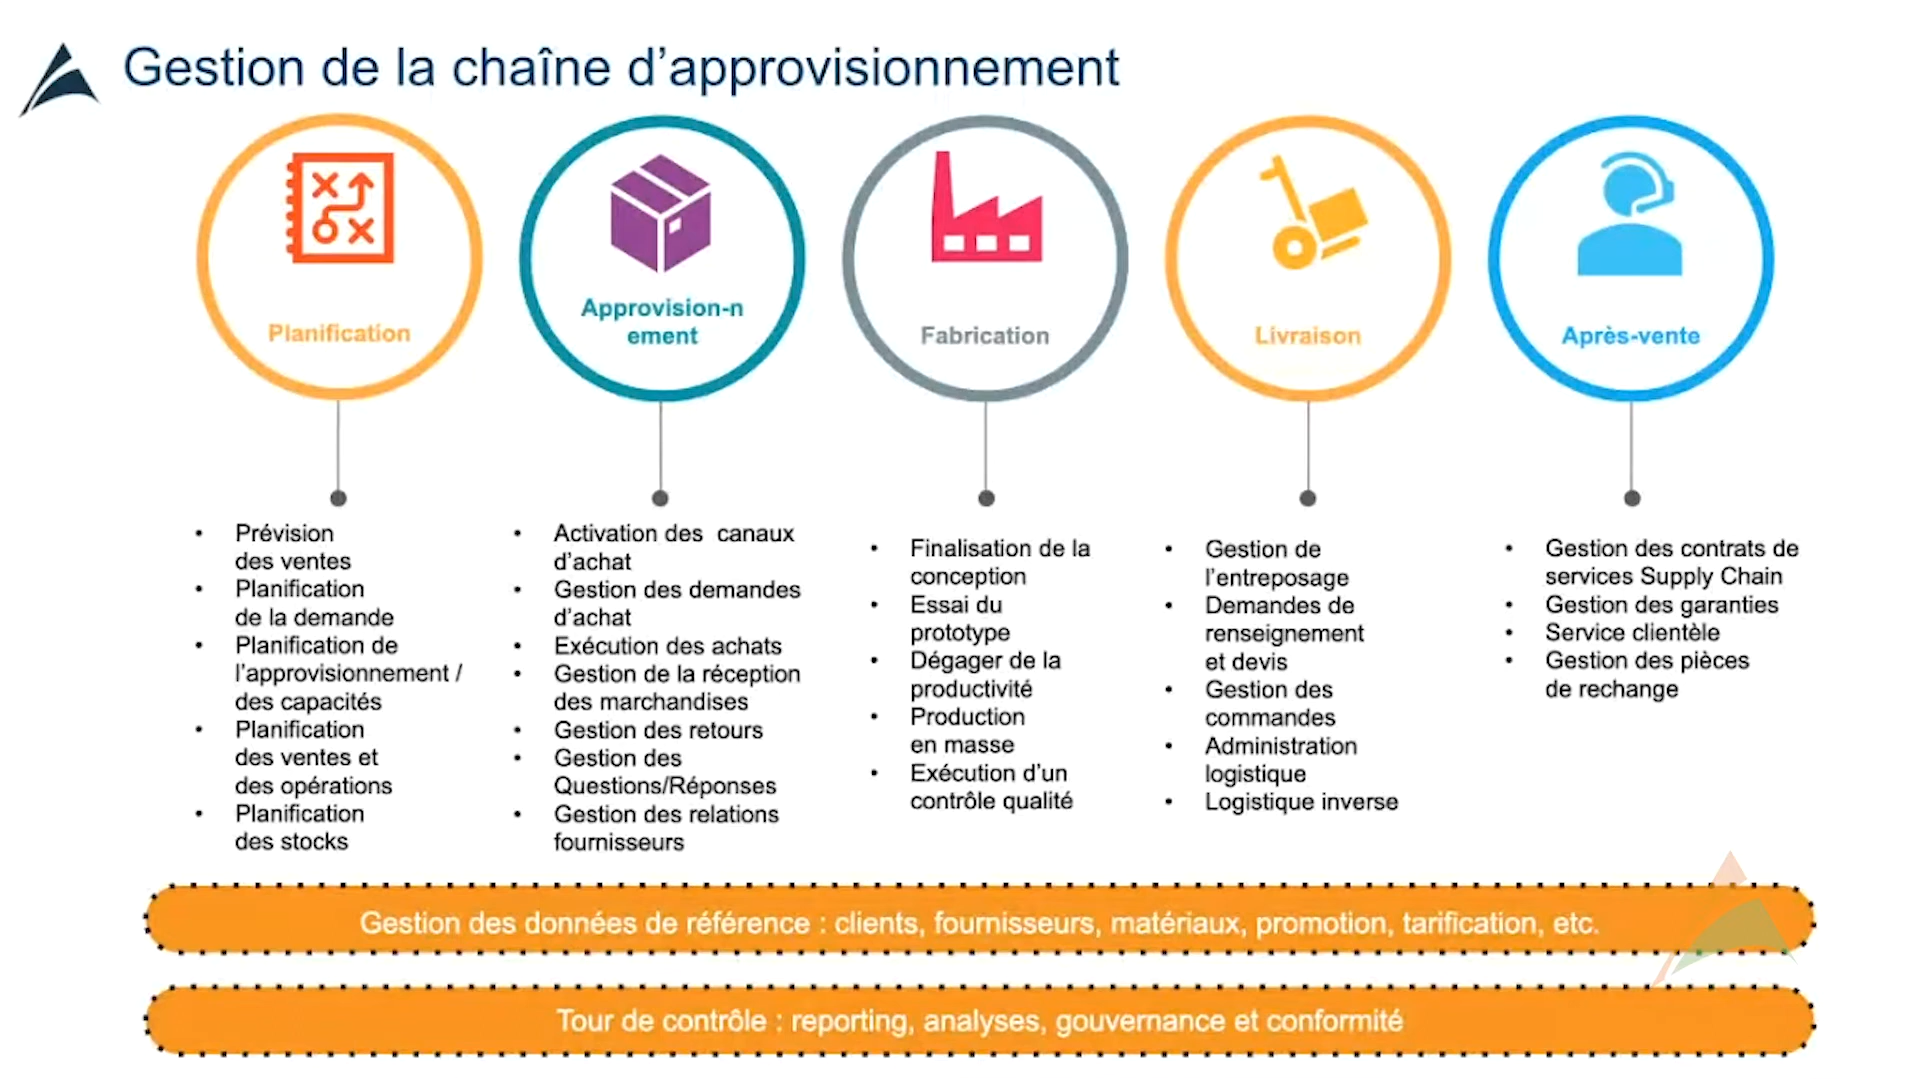 Gestion de la chaîne d’approvisionnement
Planification
Approvision-n
ement
Fabrication
Livraison
Après-vente
• Prévision
des ventes
• Planification
de la demande
• Planification de
l’approvisionnement /
des capacités
• Planification
des ventes et
des opérations
• Planification
des stocks
• Activation des  canaux
d’achat
• Gestion des demandes
d’achat
• Exécution des achats
• Gestion de la réception
des marchandises
• Gestion des retours
• Gestion des
Questions/Réponses
• Gestion des relations
fournisseurs
• Finalisation de la
conception
• Essai du
prototype
• Dégager de la
productivité
• Production
en masse
• Exécution d’un
contrôle qualité
• Gestion de
l’entreposage
• Demandes de
renseignement
et devis
• Gestion des
commandes
• Administration
logistique
• Logistique inverse
• Gestion des contrats de
services Supply Chain
• Gestion des garanties
• Service clientèle
• Gestion des pièces
de rechange
Gestion des données de référence : clients, fournisseurs, matériaux, promotion, tarification, etc.
Tour de contrôle : reporting, analyses, gouvernance et conformité